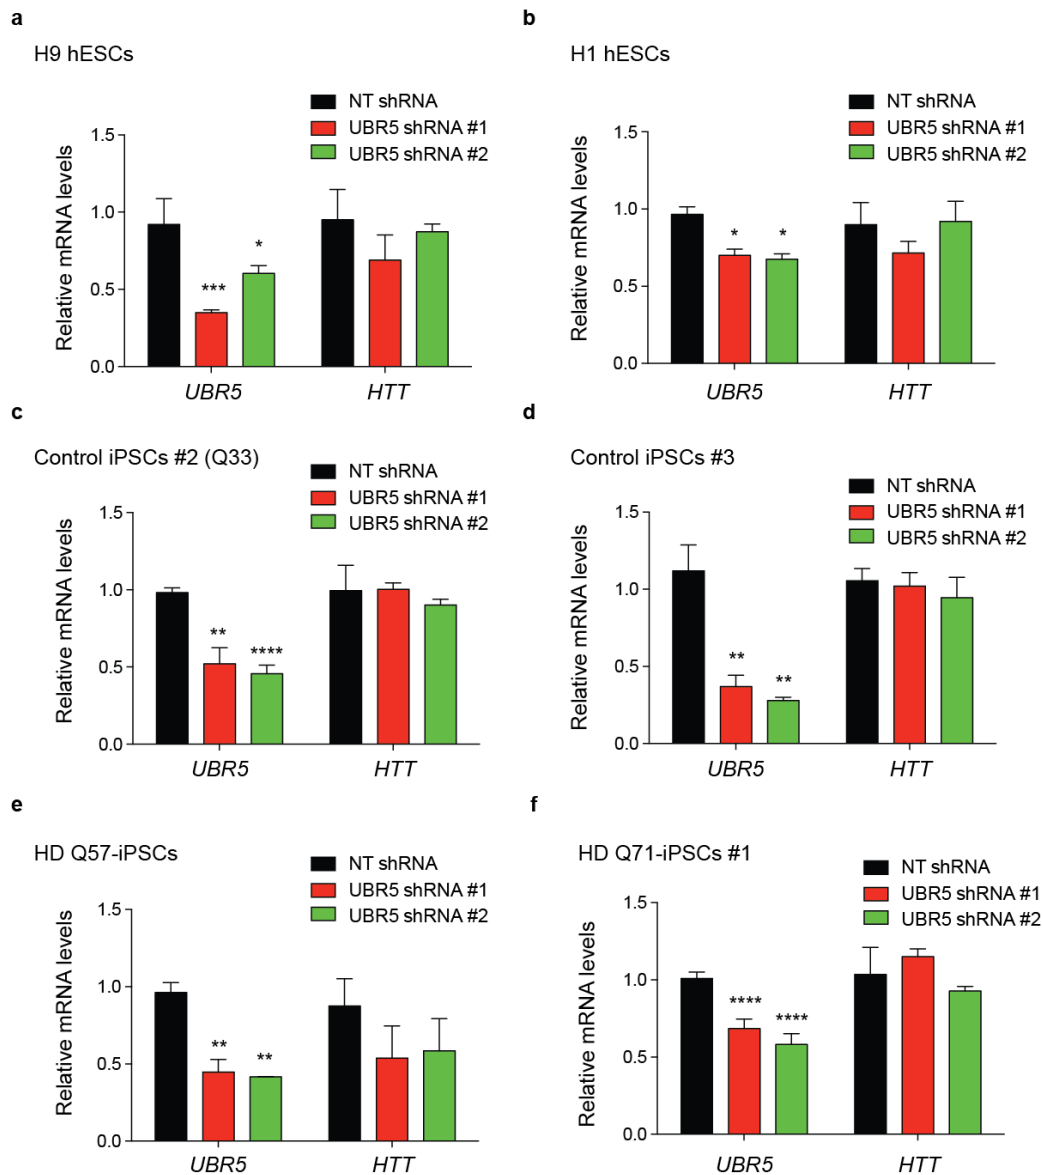 a
H9 hESCs
NT shRNA
UBR5 shRNA #1
UBR5 shRNA #2
Relative mRNA levels
1.5
1.0
0.5
0.0
***
*
UBR5
HTT
b
H1 hESCs
NT shRNA
UBR5 shRNA #1
UBR5 shRNA #2
Relative mRNA levels
1.5
1.0
0.5
0.0
*
*
UBR5
HTT
c
Control iPSCs #2 (Q33)
NT shRNA
UBR5 shRNA #1
UBR5 shRNA #2
Relative mRNA levels
1.5
1.0
0.5
0.0
**
****
UBR5
HTT
d
Control iPSCs #3
NT shRNA
UBR5 shRNA #1
UBR5 shRNA #2
Relative mRNA levels
1.5
1.0
0.5
0.0
**
**
UBR5
HTT
e
HD Q57-iPSCs
NT shRNA
UBR5 shRNA #1
UBR5 shRNA #2
Relative mRNA levels
1.5
1.0
0.5
0.0
**
**
UBR5
HTT
f
HD Q71-iPSCs #1
NT shRNA
UBR5 shRNA #1
UBR5 shRNA #2
Relative mRNA levels
1.5
1.0
0.5
0.0
****
****
UBR5
HTT